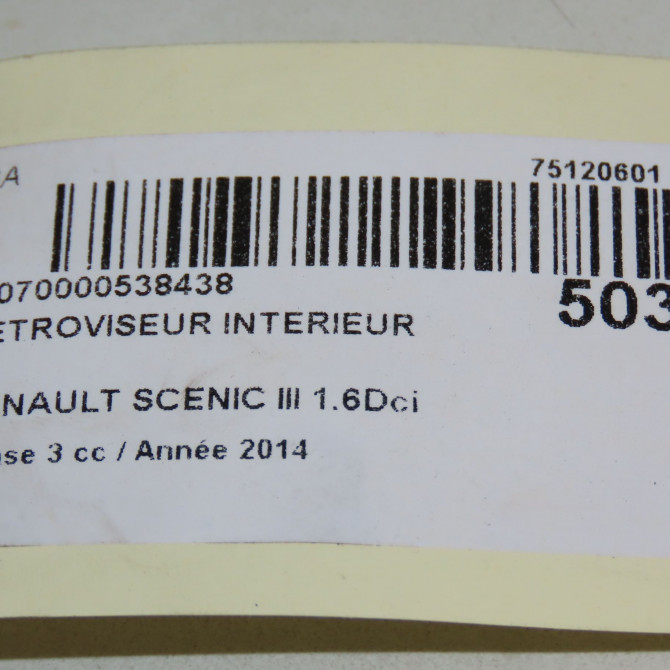 75120601
070000538438
503
ETROVISEUR INTERIEUR
NAULT SCENIC III 1.6Dci
se 3 cc / Année 2014